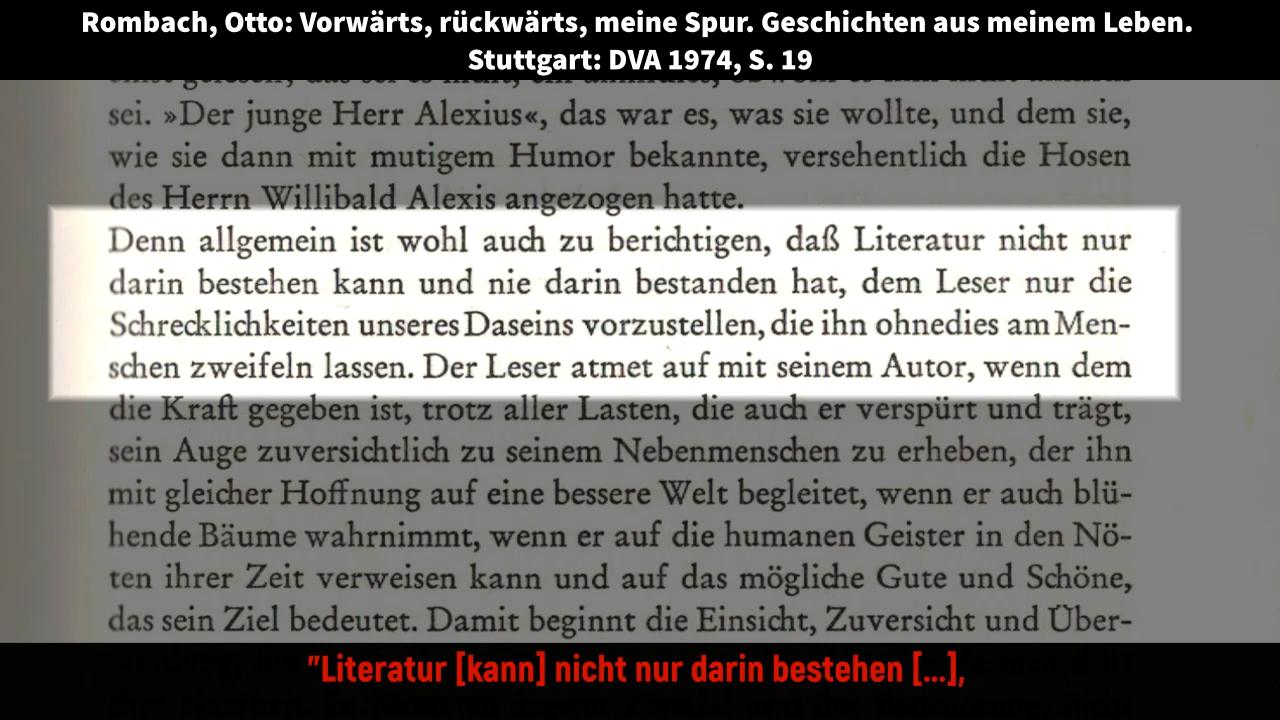 Rombach, Otto: Vorwärts, rückwärts, meine Spur. Geschichten aus meinem Leben.
Stuttgart: DVA 1974, S. 19
sei. »Der junge Herr Alexius«, das war es, was sie wollte, und dem sie,
wie sie dann mit mutigem Humor bekannte, versehentlich die Hosen
des Herrn Willibald Alexis angezogen hatte.
Denn allgemein ist wohl auch zu berichtigen, daß Literatur nicht nur
darin bestehen kann und nie darin bestanden hat, dem Leser nur die
Schrecklichkeiten unseres Daseins vorzustellen, die ihn ohnedies am Men-
schen zweifeln lassen. Der Leser atmet auf mit seinem Autor, wenn dem
die Kraft gegeben ist, trotz aller Lasten, die auch er verspürt und trägt,
sein Auge zuversichtlich zu seinem Nebenmenschen zu erheben, der ihn
mit gleicher Hoffnung auf eine bessere Welt begleitet, wenn er auch blü-
hende Bäume wahrnimmt, wenn er auf die humanen Geister in den Nö-
ten ihrer Zeit verweisen kann und auf das mögliche Gute und Schöne,
das sein Ziel bedeutet. Damit beginnt die Einsicht, Zuversicht und Über-
"Literatur [kann] nicht nur darin bestehen [...],